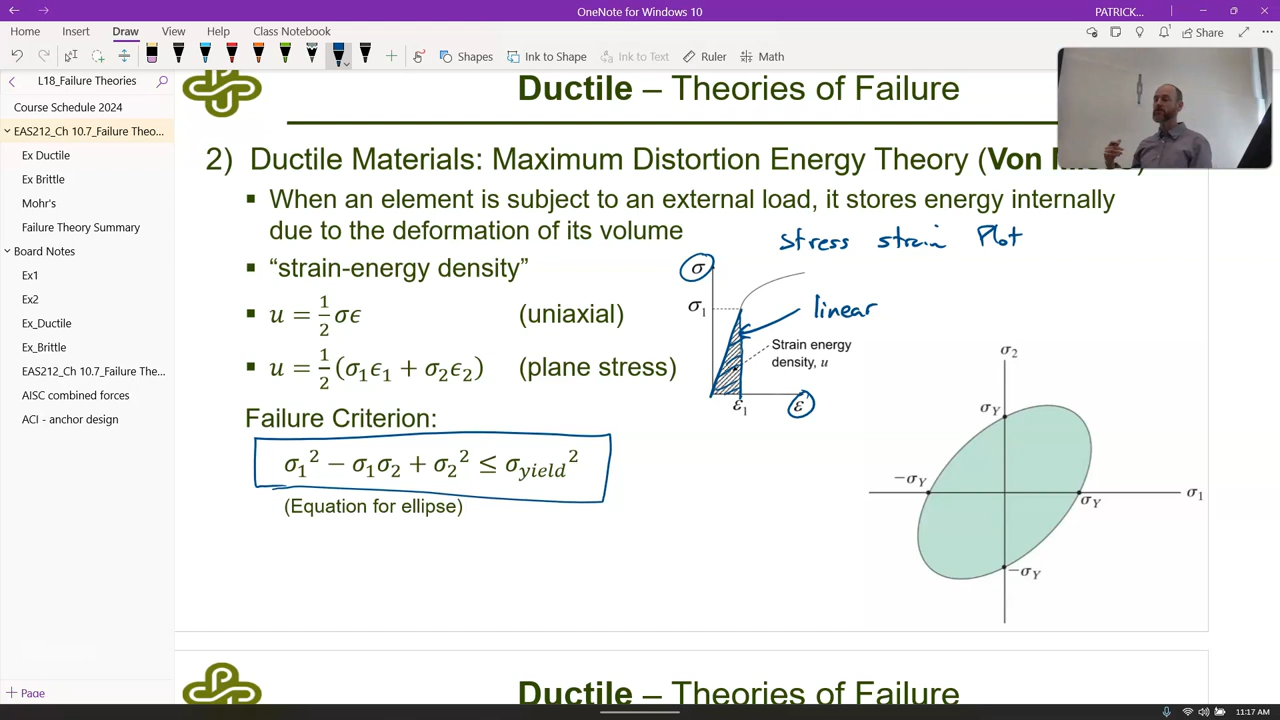 OneNote for Windows 10
PATRICK...
Home
Insert
Draw
View
Help
Class Notebook
Share
Shapes
Ink to Shape
Ink to Text
Ruler
Math
L18_Failure Theories
Course Schedule 2024
EAS212_Ch 10.7_Failure Theo...
Ex Ductile
Ex Brittle
Mohr's
Failure Theory Summary
Board Notes
Ex1
Ex2
Ex_Ductile
Ex_Brittle
EAS212_Ch 10.7_Failure The...
AISC combined forces
ACI - anchor design
+ Page
Ductile – Theories of Failure
2) Ductile Materials: Maximum Distortion Energy Theory (Von
▪ When an element is subject to an external load, it stores energy internally
due to the deformation of its volume
stress strain Plot
▪ “strain-energy density”
▪ u = 1/2 σϵ (uniaxial)
▪ u = 1/2 (σ₁ϵ₁ + σ₂ϵ₂) (plane stress)
σ
σ₁
linear
Strain energy
density, u
ε₁
ε
Failure Criterion:
σ₁² − σ₁σ₂ + σ₂² ≤ σyield²
(Equation for ellipse)
σ₂
σY
−σY
σ₁
σY
−σY
Ductile – Theories of Failure
11:17 AM